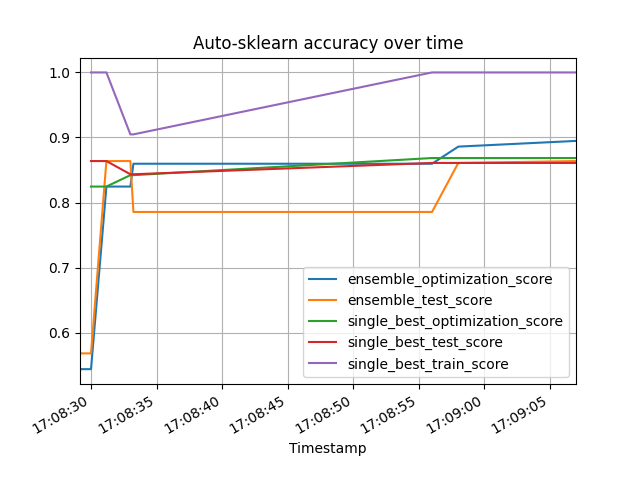 Auto-sklearn accuracy over time
1.0
0.9
0.8
0.7
0.6
ensemble_optimization_score
ensemble_test_score
single_best_optimization_score
single_best_test_score
single_best_train_score
17:08:30
17:08:35
17:08:40
17:08:45
17:08:50
17:08:55
17:09:00
17:09:05
Timestamp